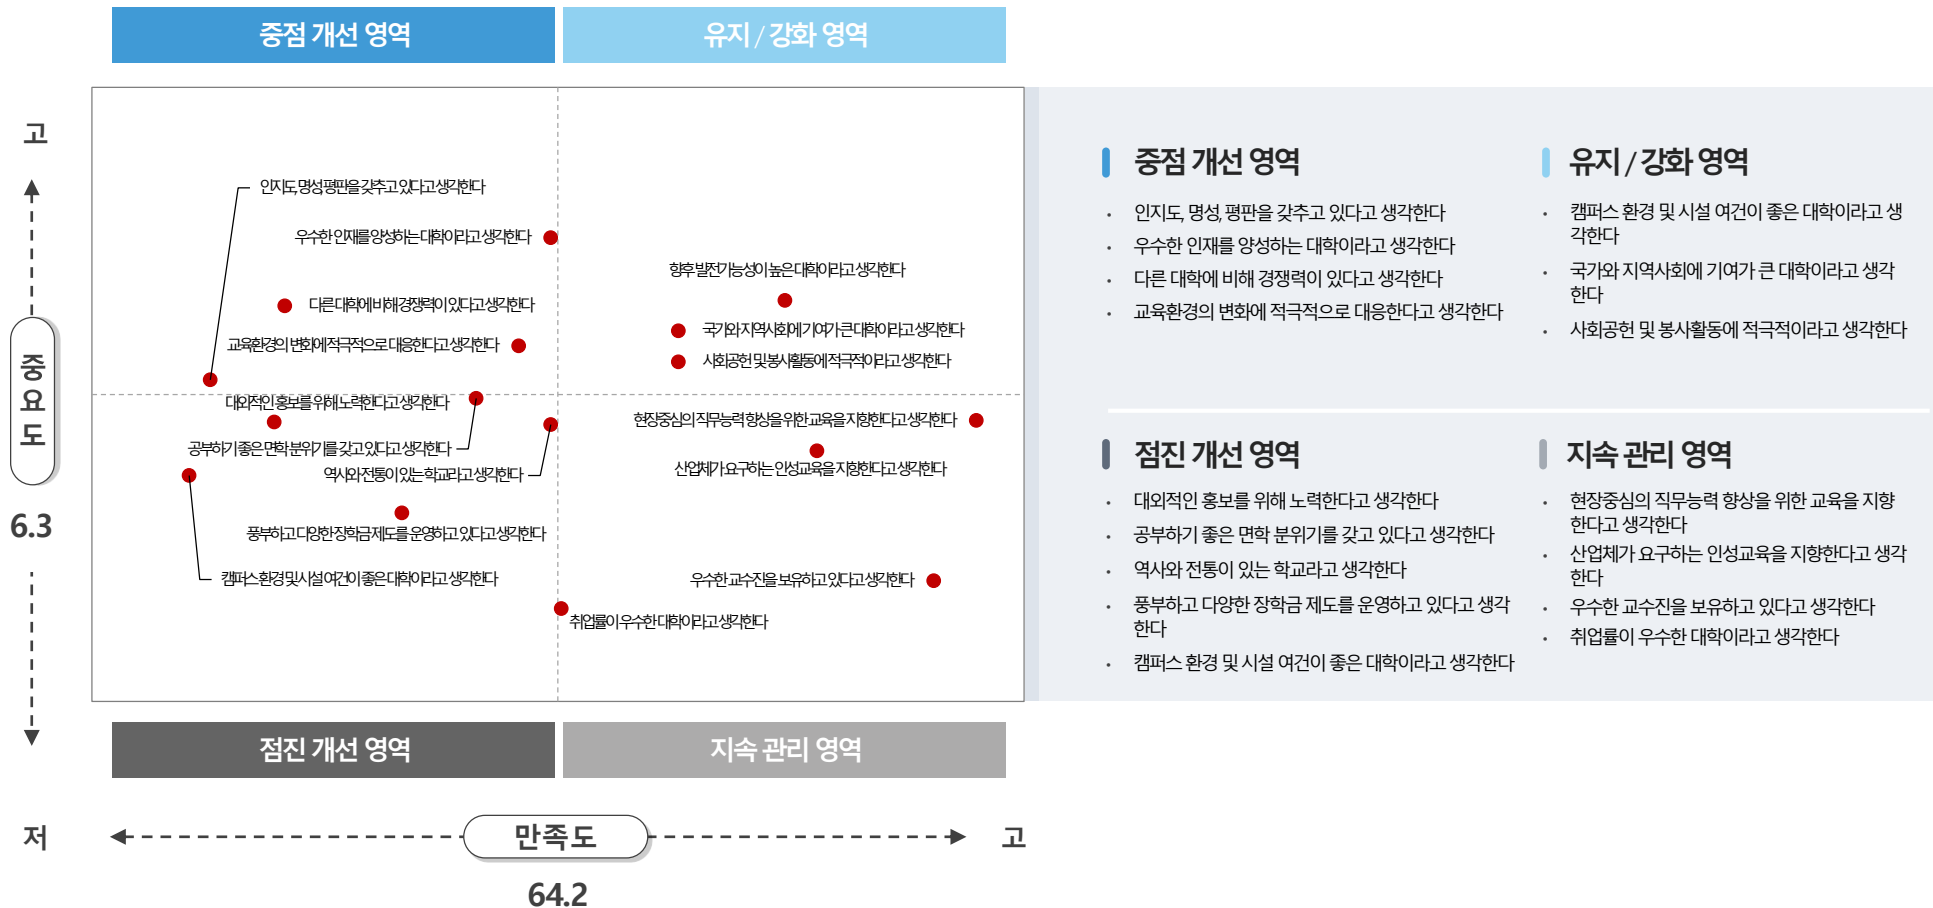 중점 개선 영역
유지 / 강화 영역
고
인지도, 명성, 평판을 갖추고 있다고 생각한다
우수한 인재를 양성하는 대학이라고 생각한다
향후 발전가능성이 높은 대학이라고 생각한다
다른 대학에 비해 경쟁력이 있다고 생각한다
국가와 지역사회에 기여가 큰 대학이라고 생각한다
교육환경의 변화에 적극적으로 대응한다고 생각한다
사회공헌 및 봉사활동에 적극적이라고 생각한다
대외적인 홍보를 위해 노력한다고 생각한다
현장중심의 직무능력 향상을 위한 교육을 지향한다고 생각한다
공부하기 좋은 면학 분위기를 갖고 있다고 생각한다
산업체가 요구하는 인성교육을 지향한다고 생각한다
역사와 전통이 있는 학교라고 생각한다
풍부하고 다양한 장학금 제도를 운영하고 있다고 생각한다
캠퍼스 환경 및 시설 여건이 좋은 대학이라고 생각한다
우수한 교수진을 보유하고 있다고 생각한다
취업률이 우수한 대학이라고 생각한다
중
요
도
6.3
점진 개선 영역
지속 관리 영역
저
만족도
고
64.2
중점 개선 영역
• 인지도, 명성, 평판을 갖추고 있다고 생각한다
• 우수한 인재를 양성하는 대학이라고 생각한다
• 다른 대학에 비해 경쟁력이 있다고 생각한다
• 교육환경의 변화에 적극적으로 대응한다고 생각한다
유지 / 강화 영역
• 캠퍼스 환경 및 시설 여건이 좋은 대학이라고 생
각한다
• 국가와 지역사회에 기여가 큰 대학이라고 생각
한다
• 사회공헌 및 봉사활동에 적극적이라고 생각한다
점진 개선 영역
• 대외적인 홍보를 위해 노력한다고 생각한다
• 공부하기 좋은 면학 분위기를 갖고 있다고 생각한다
• 역사와 전통이 있는 학교라고 생각한다
• 풍부하고 다양한 장학금 제도를 운영하고 있다고 생각
한다
• 캠퍼스 환경 및 시설 여건이 좋은 대학이라고 생각한다
지속 관리 영역
• 현장중심의 직무능력 향상을 위한 교육을 지향
한다고 생각한다
• 산업체가 요구하는 인성교육을 지향한다고 생각
한다
• 우수한 교수진을 보유하고 있다고 생각한다
• 취업률이 우수한 대학이라고 생각한다